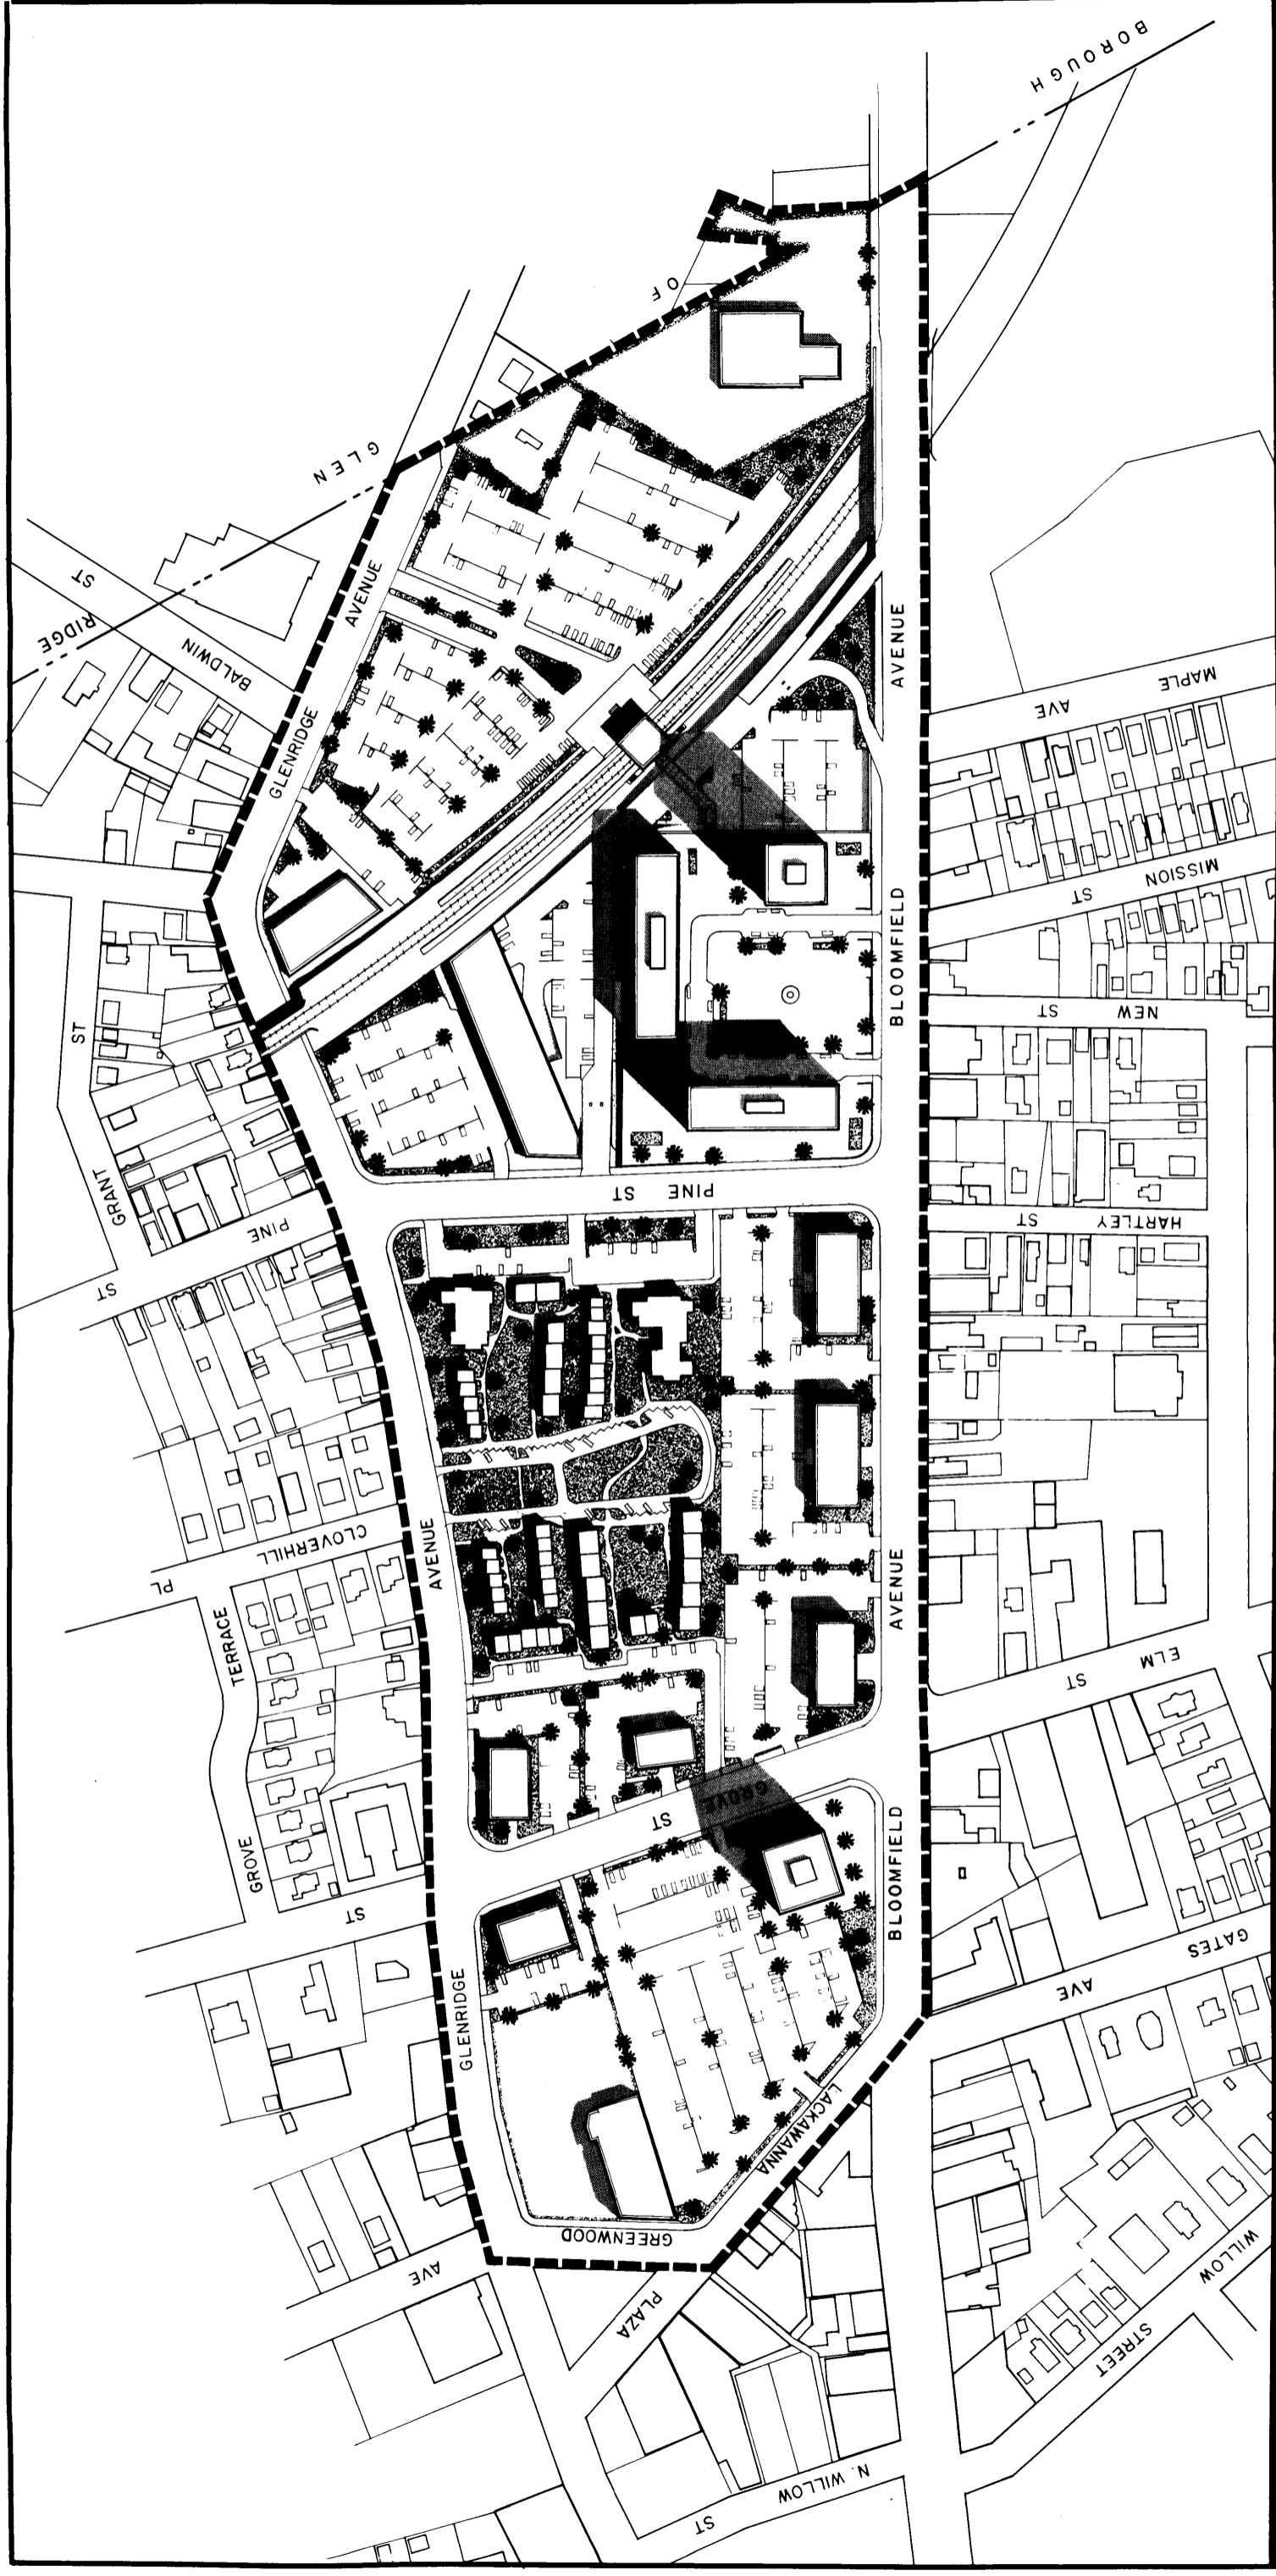 BOROUGH
OF
GLEN
RIDGE
BALDWIN
ST
GLENRIDGE
AVENUE
BLOOMFIELD
AVENUE
MAPLE
AVE
MISSION
ST
NEW
ST
HARTLEY
ST
PINE
ST
GRANT
ST
PINE
ST
CLOVERHILL
PL
GROVE
TERRACE
AVENUE
GLENRIDGE
BLOOMFIELD
AVENUE
ELM
ST
GROVE
ST
ST
GATES
AVE
LACKAWANNA
PLAZA
GREENWOOD
AVE
N. WILLOW
ST
WILLOW
STREET